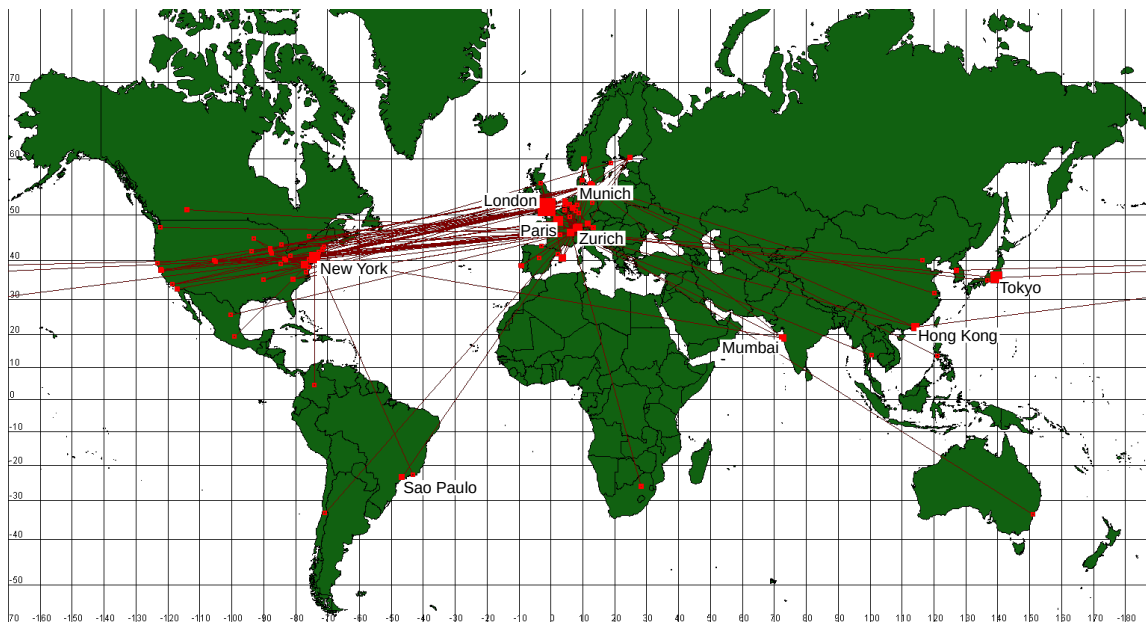 70
60
Munich
London
50
Paris
Zurich
40
New York
Tokyo
30
Hong Kong
20
Mumbai
10
0
-10
-20
Sao Paulo
-30
-40
-50
70 -160 -150 -140 -130 -120 -110 -100 -90 -80 -70 -60 -50 -40 -30 -20 -10 0 10 20 30 40 50 60 70 80 90 100 110 120 130 140 150 160 170 180